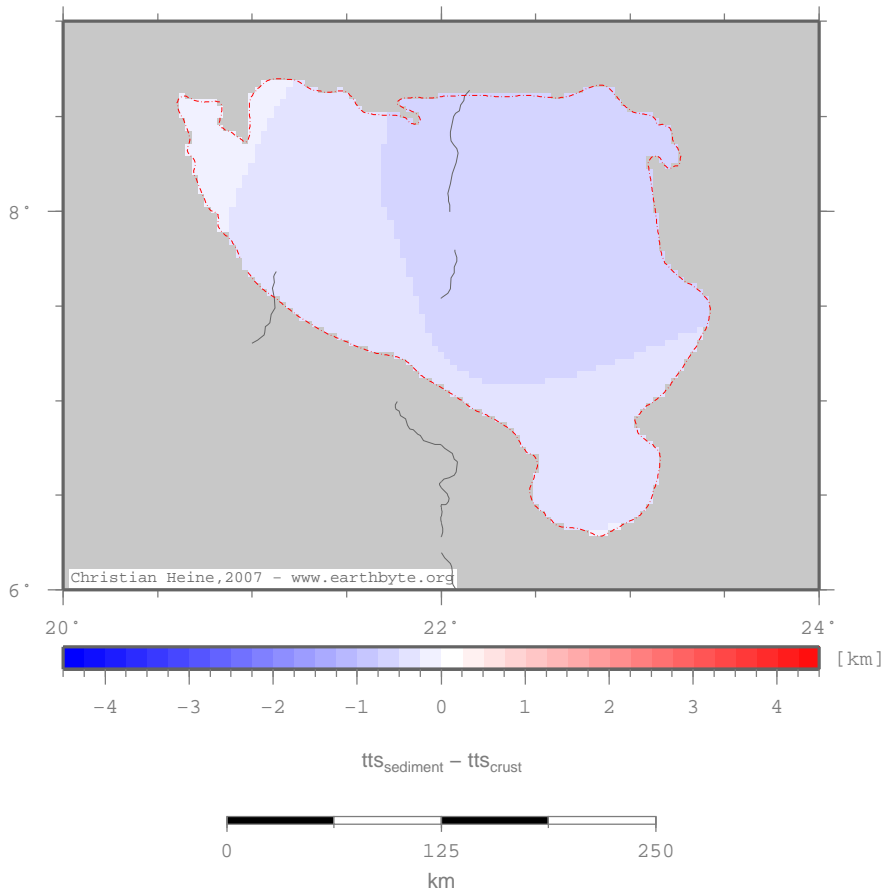 8°
Christian Heine,2007 - www.earthbyte.org
6°
20° 22° 24°
[km]
−4 −3 −2 −1 0 1 2 3 4
tts_sediment − tts_crust
0 125 250
km